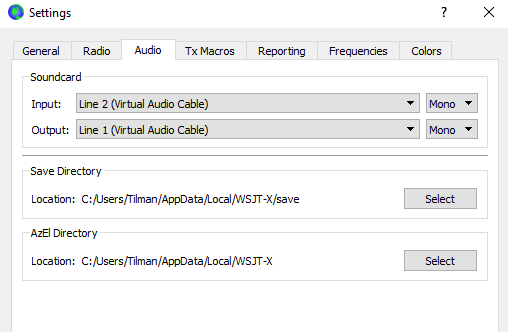 Settings
?
General Radio Audio Tx Macros Reporting Frequencies Colors
Soundcard
Input: Line 2 (Virtual Audio Cable) Mono
Output: Line 1 (Virtual Audio Cable) Mono
Save Directory
Location: C:/Users/Tilman/AppData/Local/WSJT-X/save Select
AzEl Directory
Location: C:/Users/Tilman/AppData/Local/WSJT-X Select